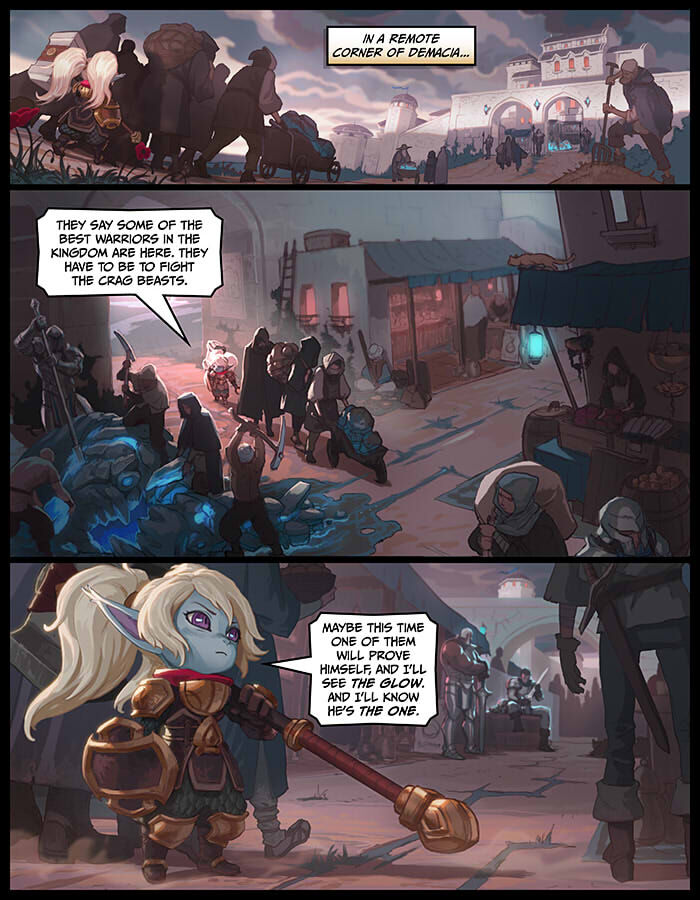 IN A REMOTE
CORNER OF DEMACIA...
THEY SAY SOME OF THE
BEST WARRIORS IN THE
KINGDOM ARE HERE. THEY
HAVE TO BE TO FIGHT
THE CRAG BEASTS.
MAYBE THIS TIME
ONE OF THEM
WILL PROVE
HIMSELF, AND I'LL
SEE THE GLOW.
AND I'LL KNOW
HE'S THE ONE.